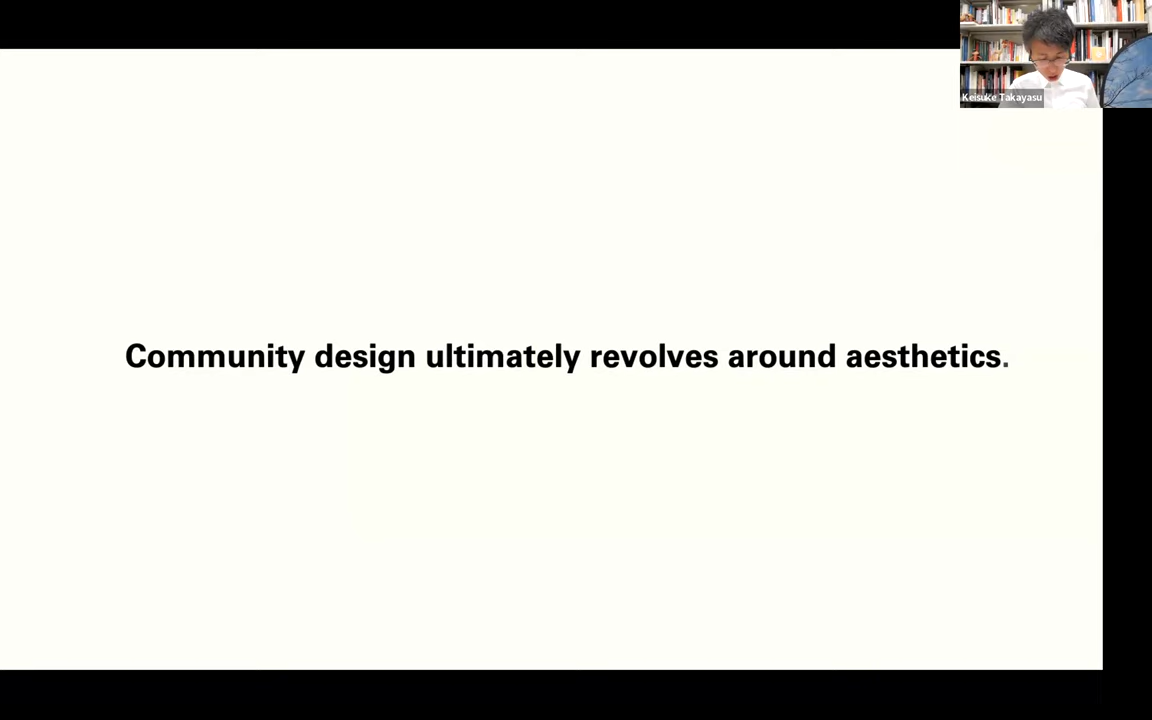 Keisuke Takayasu
Community design ultimately revolves around aesthetics.